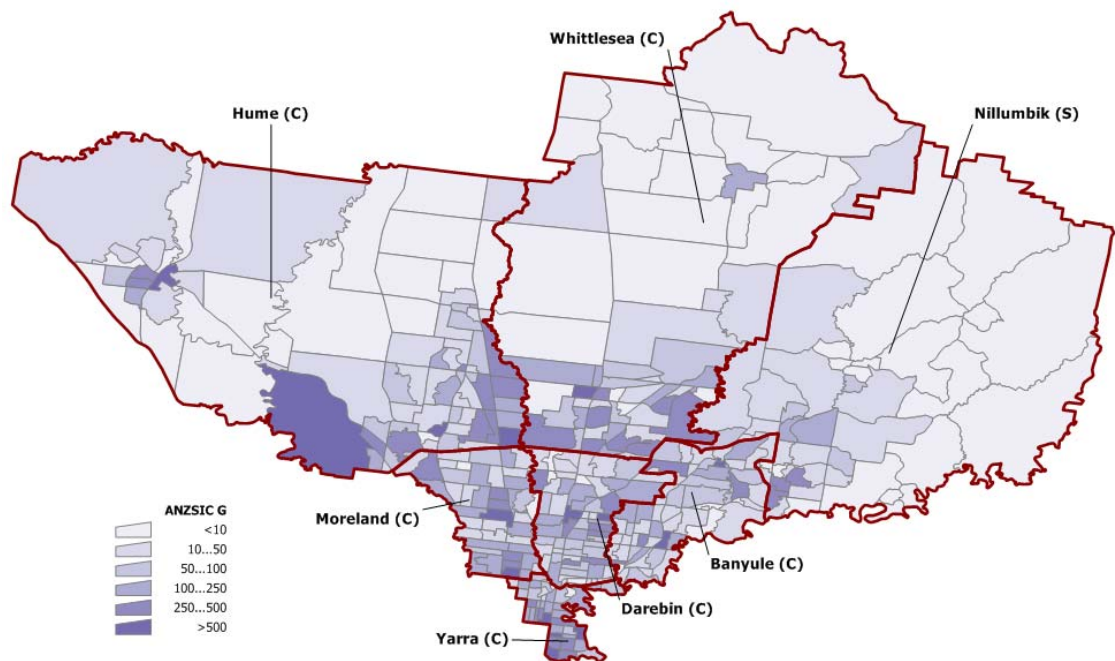 Whittlesea (C)
Hume (C)
Nillumbik (S)
ANZSIC G
<10
10...50
50...100
100...250
250...500
>500
Moreland (C)
Banyule (C)
Darebin (C)
Yarra (C)